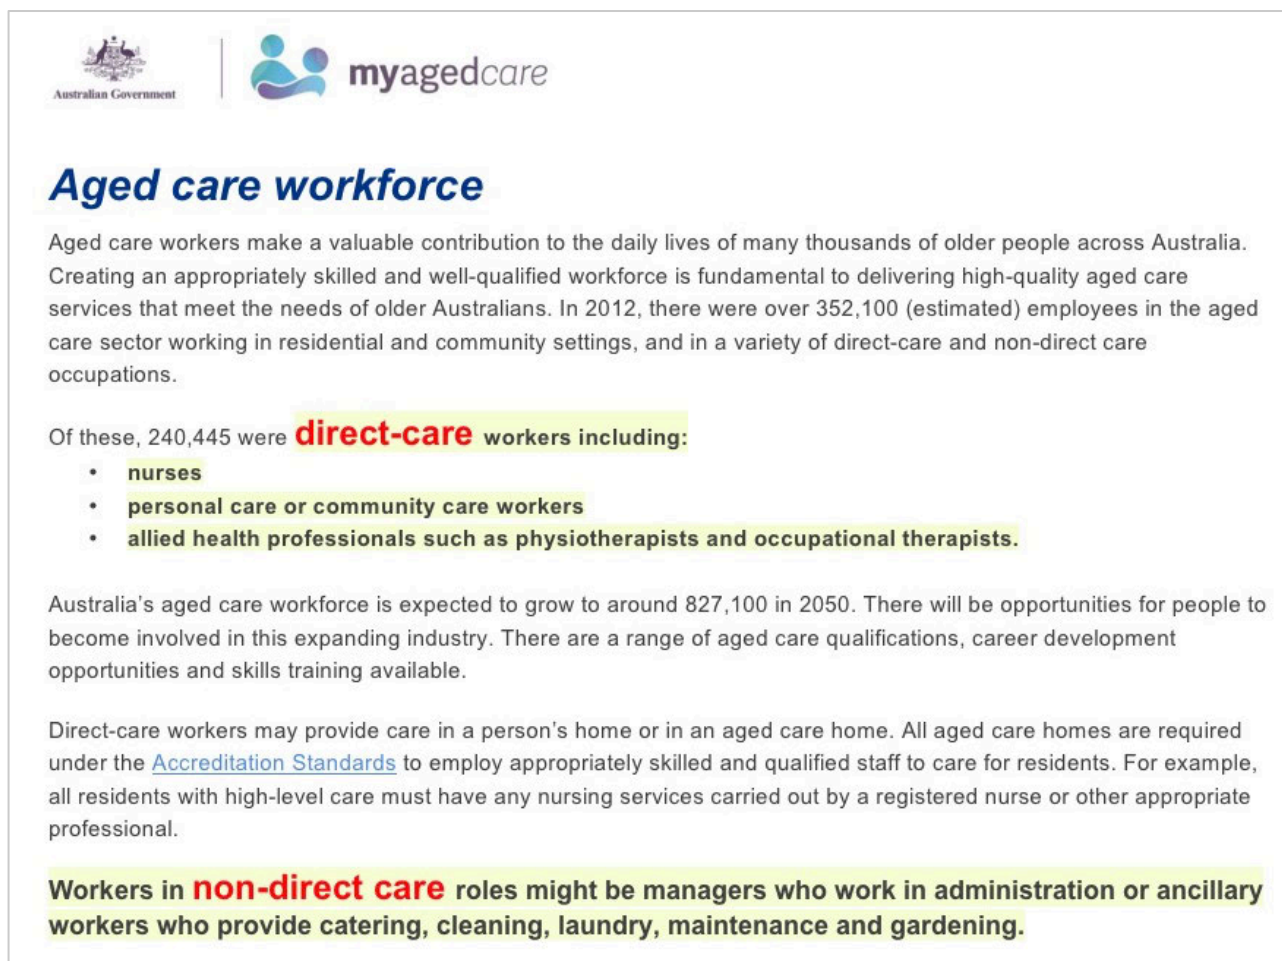 Australian Government
myagedcare
Aged care workforce
Aged care workers make a valuable contribution to the daily lives of many thousands of older people across Australia.
Creating an appropriately skilled and well-qualified workforce is fundamental to delivering high-quality aged care
services that meet the needs of older Australians. In 2012, there were over 352,100 (estimated) employees in the aged
care sector working in residential and community settings, and in a variety of direct-care and non-direct care
occupations.
Of these, 240,445 were direct-care workers including:
• nurses
• personal care or community care workers
• allied health professionals such as physiotherapists and occupational therapists.
Australia’s aged care workforce is expected to grow to around 827,100 in 2050. There will be opportunities for people to
become involved in this expanding industry. There are a range of aged care qualifications, career development
opportunities and skills training available.
Direct-care workers may provide care in a person’s home or in an aged care home. All aged care homes are required
under the Accreditation Standards to employ appropriately skilled and qualified staff to care for residents. For example,
all residents with high-level care must have any nursing services carried out by a registered nurse or other appropriate
professional.
Workers in non-direct care roles might be managers who work in administration or ancillary
workers who provide catering, cleaning, laundry, maintenance and gardening.